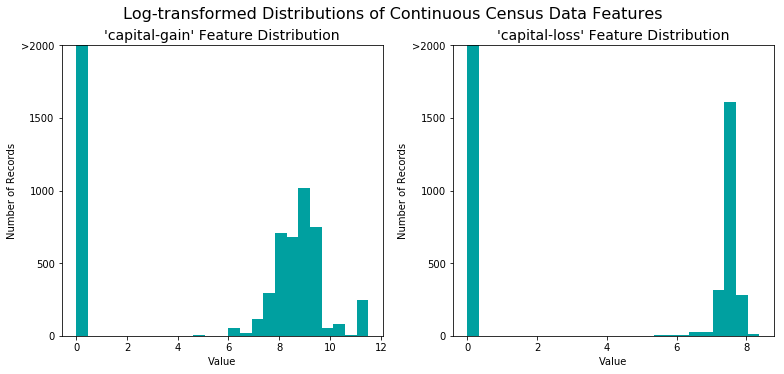 Log-transformed Distributions of Continuous Census Data Features
'capital-gain' Feature Distribution
>2000
1500
1000
500
0
Number of Records
0 2 4 6 8 10 12
Value
'capital-loss' Feature Distribution
>2000
1500
1000
500
0
Number of Records
0 2 4 6 8
Value